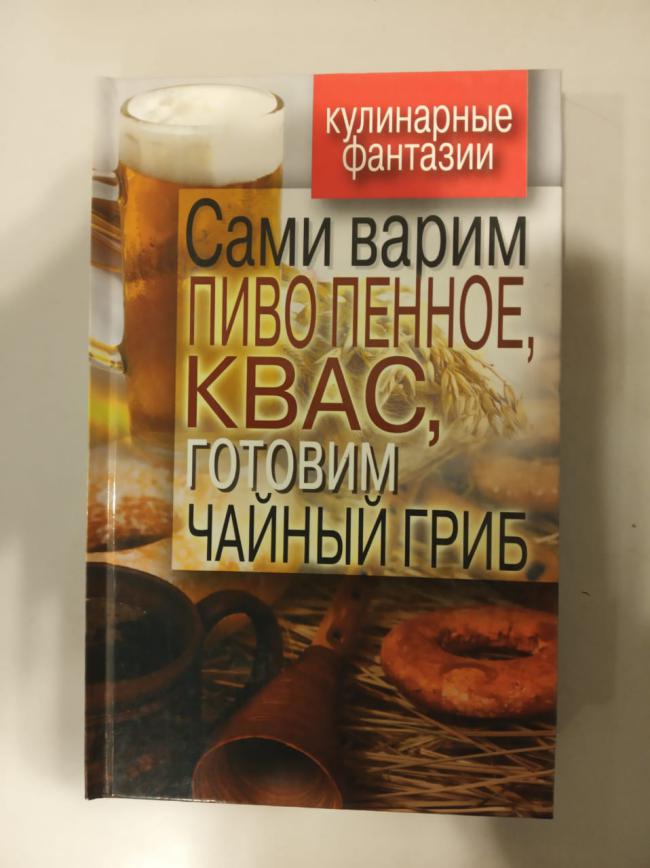 кулинарные
фантазии
Сами варим
ПИВО ПЕННОЕ,
КВАС,
готовим
ЧАЙНЫЙ ГРИБ